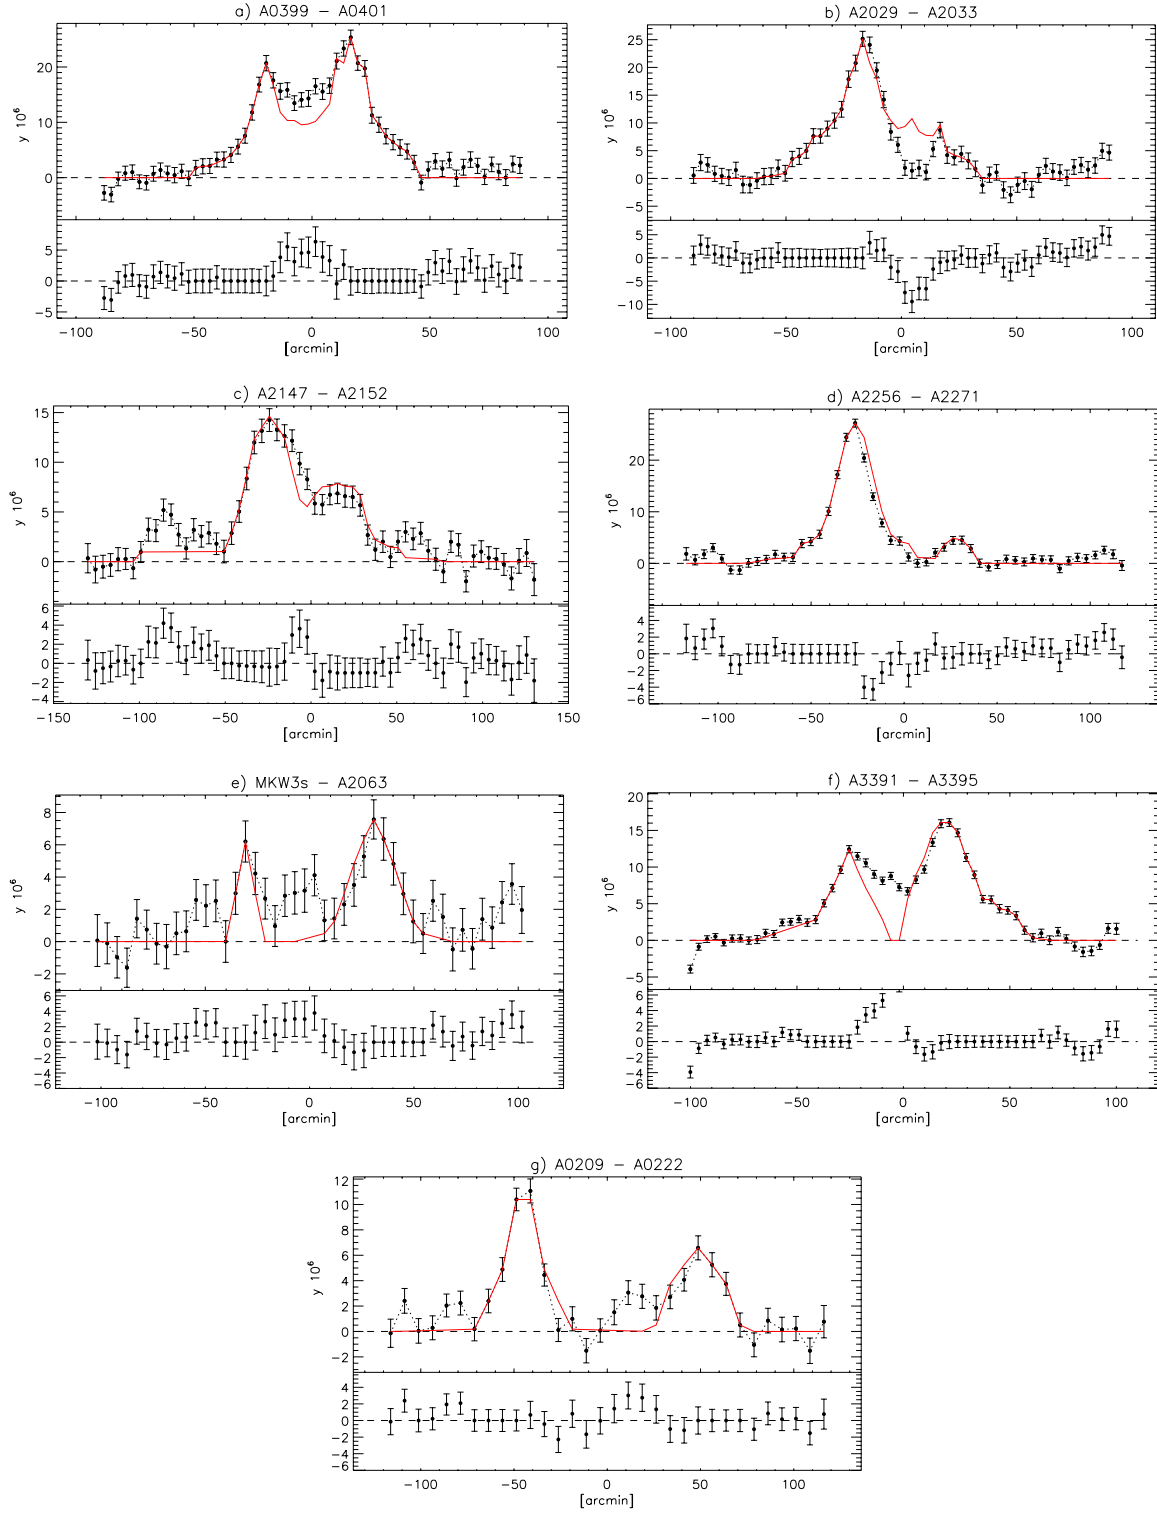 a) A0399 − A0401
y 10⁶
20
10
0
5
0
−5
−100 −50 0 50 100
[arcmin]
b) A2029 − A2033
y 10⁶
25
20
15
10
5
0
−5
5
0
−5
−10
−100 −50 0 50 100
[arcmin]
c) A2147 − A2152
y 10⁶
15
10
5
0
6
4
2
0
−2
−4
−150 −100 −50 0 50 100 150
[arcmin]
d) A2256 − A2271
y 10⁶
20
10
0
4
2
0
−2
−4
−6
−100 −50 0 50 100
[arcmin]
e) MKW3s − A2063
y 10⁶
8
6
4
2
0
−2
6
4
2
0
−2
−4
−6
−100 −50 0 50 100
[arcmin]
f) A3391 − A3395
y 10⁶
20
15
10
5
0
−5
6
4
2
0
−2
−4
−6
−100 −50 0 50 100
[arcmin]
g) A0209 − A0222
y 10⁶
12
10
8
6
4
2
0
−2
4
2
0
−2
−4
−6
−100 −50 0 50 100
[arcmin]